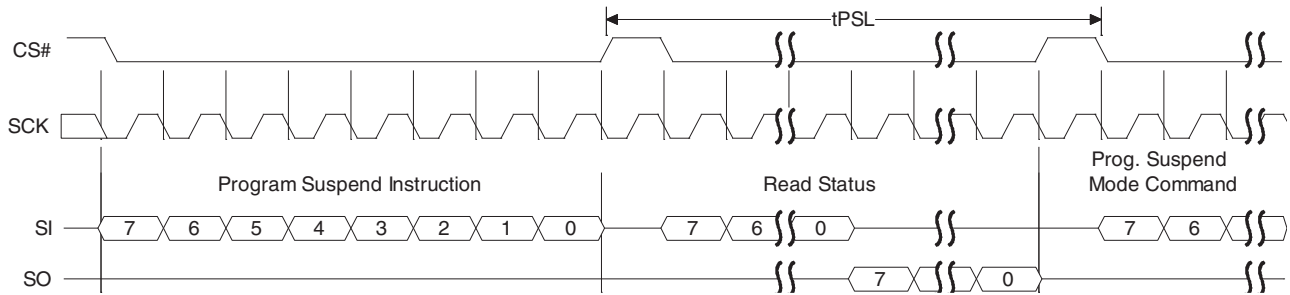 tPSL
CS#
SCK
Prog. Suspend
Program Suspend Instruction Read Status Mode Command
SI 7 6 5 4 3 2 1 0 7 6 0 7 6
SO 7 0